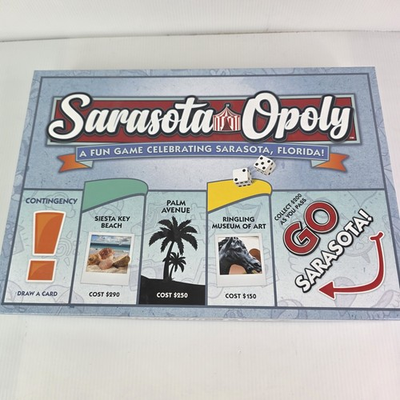 Sarasota Opoly
A FUN GAME CELEBRATING SARASOTA, FLORIDA!
CONTINGENCY
DRAW A CARD
SIESTA KEY
BEACH
COST $290
PALM
AVENUE
COST $250
RINGLING
MUSEUM OF ART
COST $150
COLLECT $200
AS YOU PASS
GO
SARASOTA!